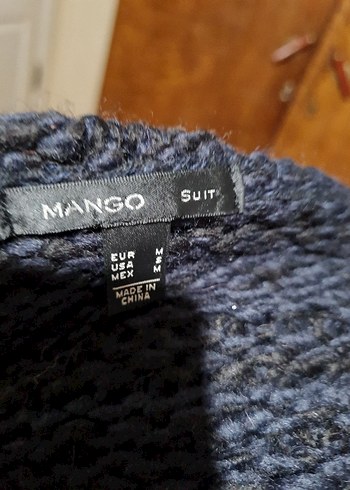 MANGO SUIT
EUR M
USA S
MEX M
MADE IN
CHINA